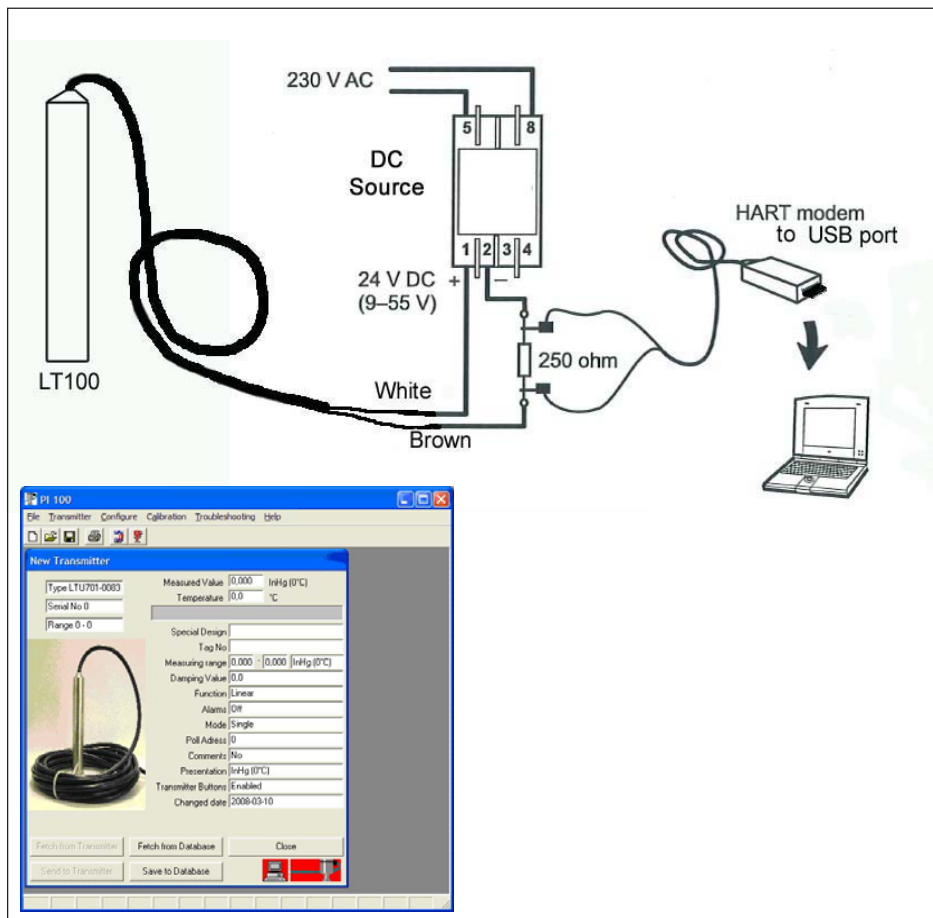 230 V AC
5 8
DC
Source
HART modem
to USB port
1 2 3 4
24 V DC + –
(9–55 V)
250 ohm
LT100
White
Brown
PI 100
File Transmitter Configure Calibration Troubleshooting Help
New Transmitter
Type LTU701-0083
Serial No 0
Range 0 - 0
Measured Value 0,000 InHg (0°C)
Temperature 0,0 °C
Special Design
Tag No
Measuring range 0,000 - 0,000 InHg (0°C)
Damping Value 0,0
Function Linear
Alarms Off
Mode Single
Poll Adress 0
Comments No
Presentation InHg (0°C)
Transmitter Buttons Enabled
Changed date 2008-03-10
Fetch from Transmitter Fetch from Database Close
Send to Transmitter Save to Database